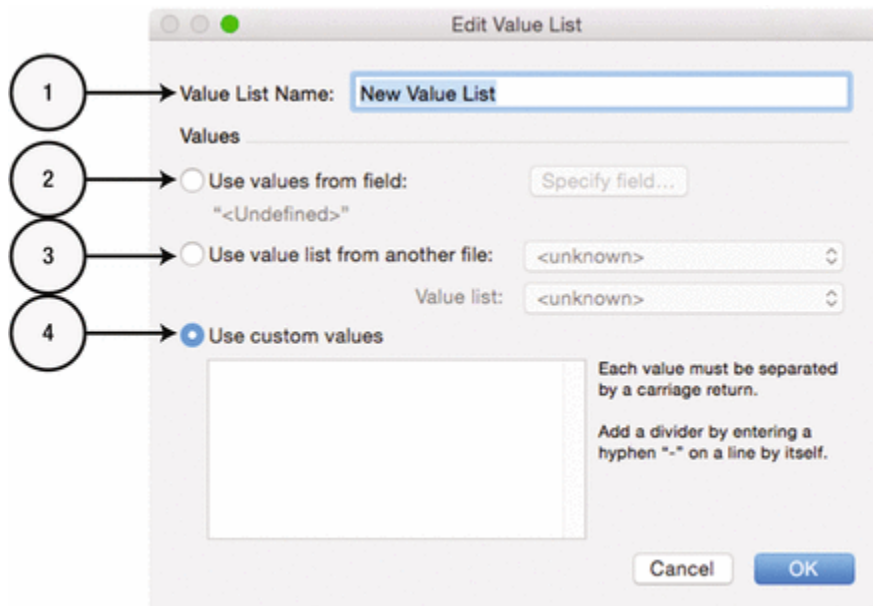 Edit Value List
1 Value List Name: New Value List
Values
2 Use values from field: Specify field...
"<Undefined>"
3 Use value list from another file: <unknown>
Value list: <unknown>
4 Use custom values
Each value must be separated
by a carriage return.
Add a divider by entering a
hyphen "-" on a line by itself.
Cancel OK